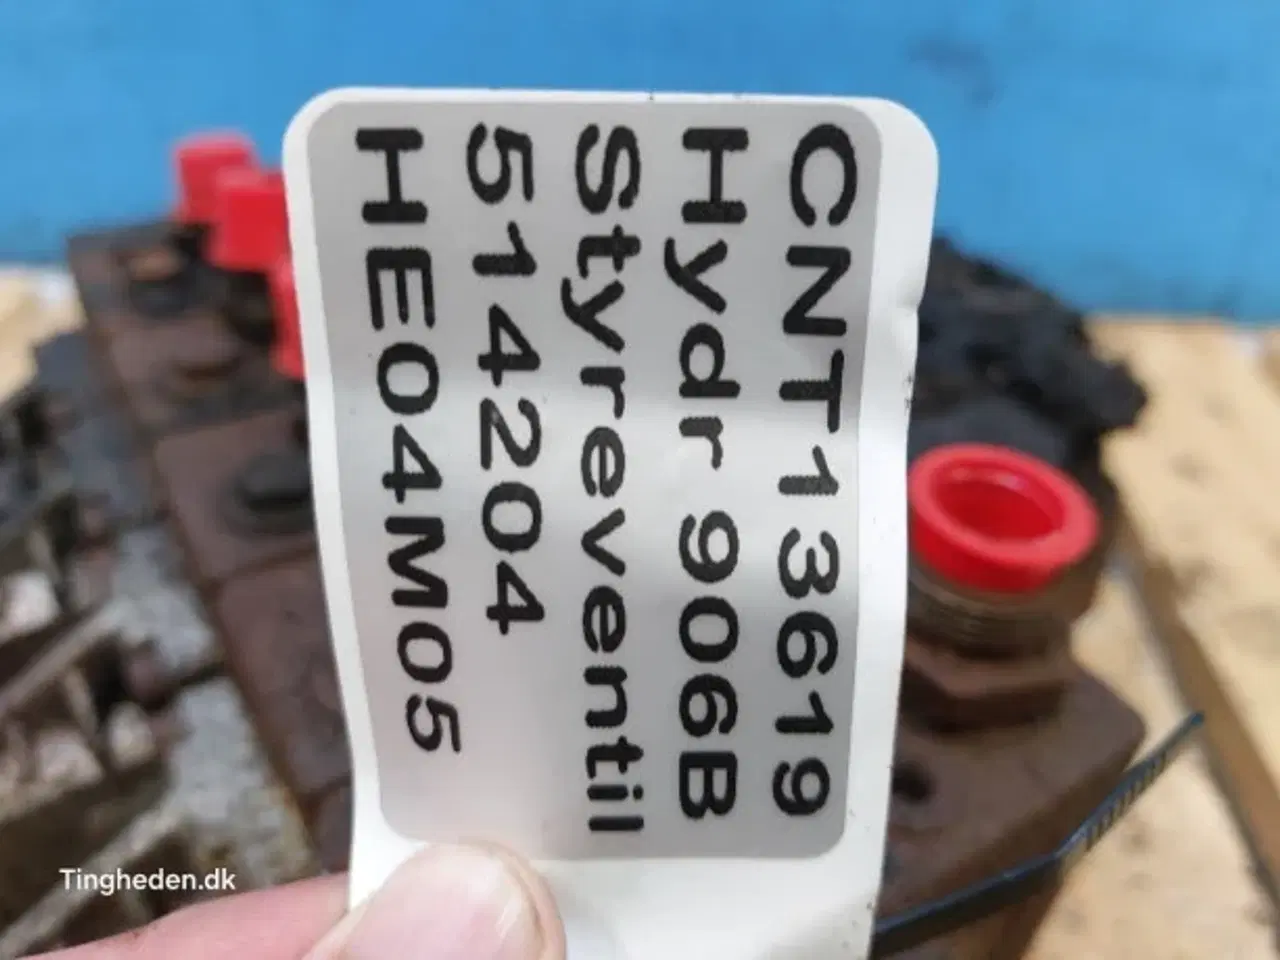 CNT13619
Hydr 906B
Styreventil
514204
HE04M05
Tingheden.dk